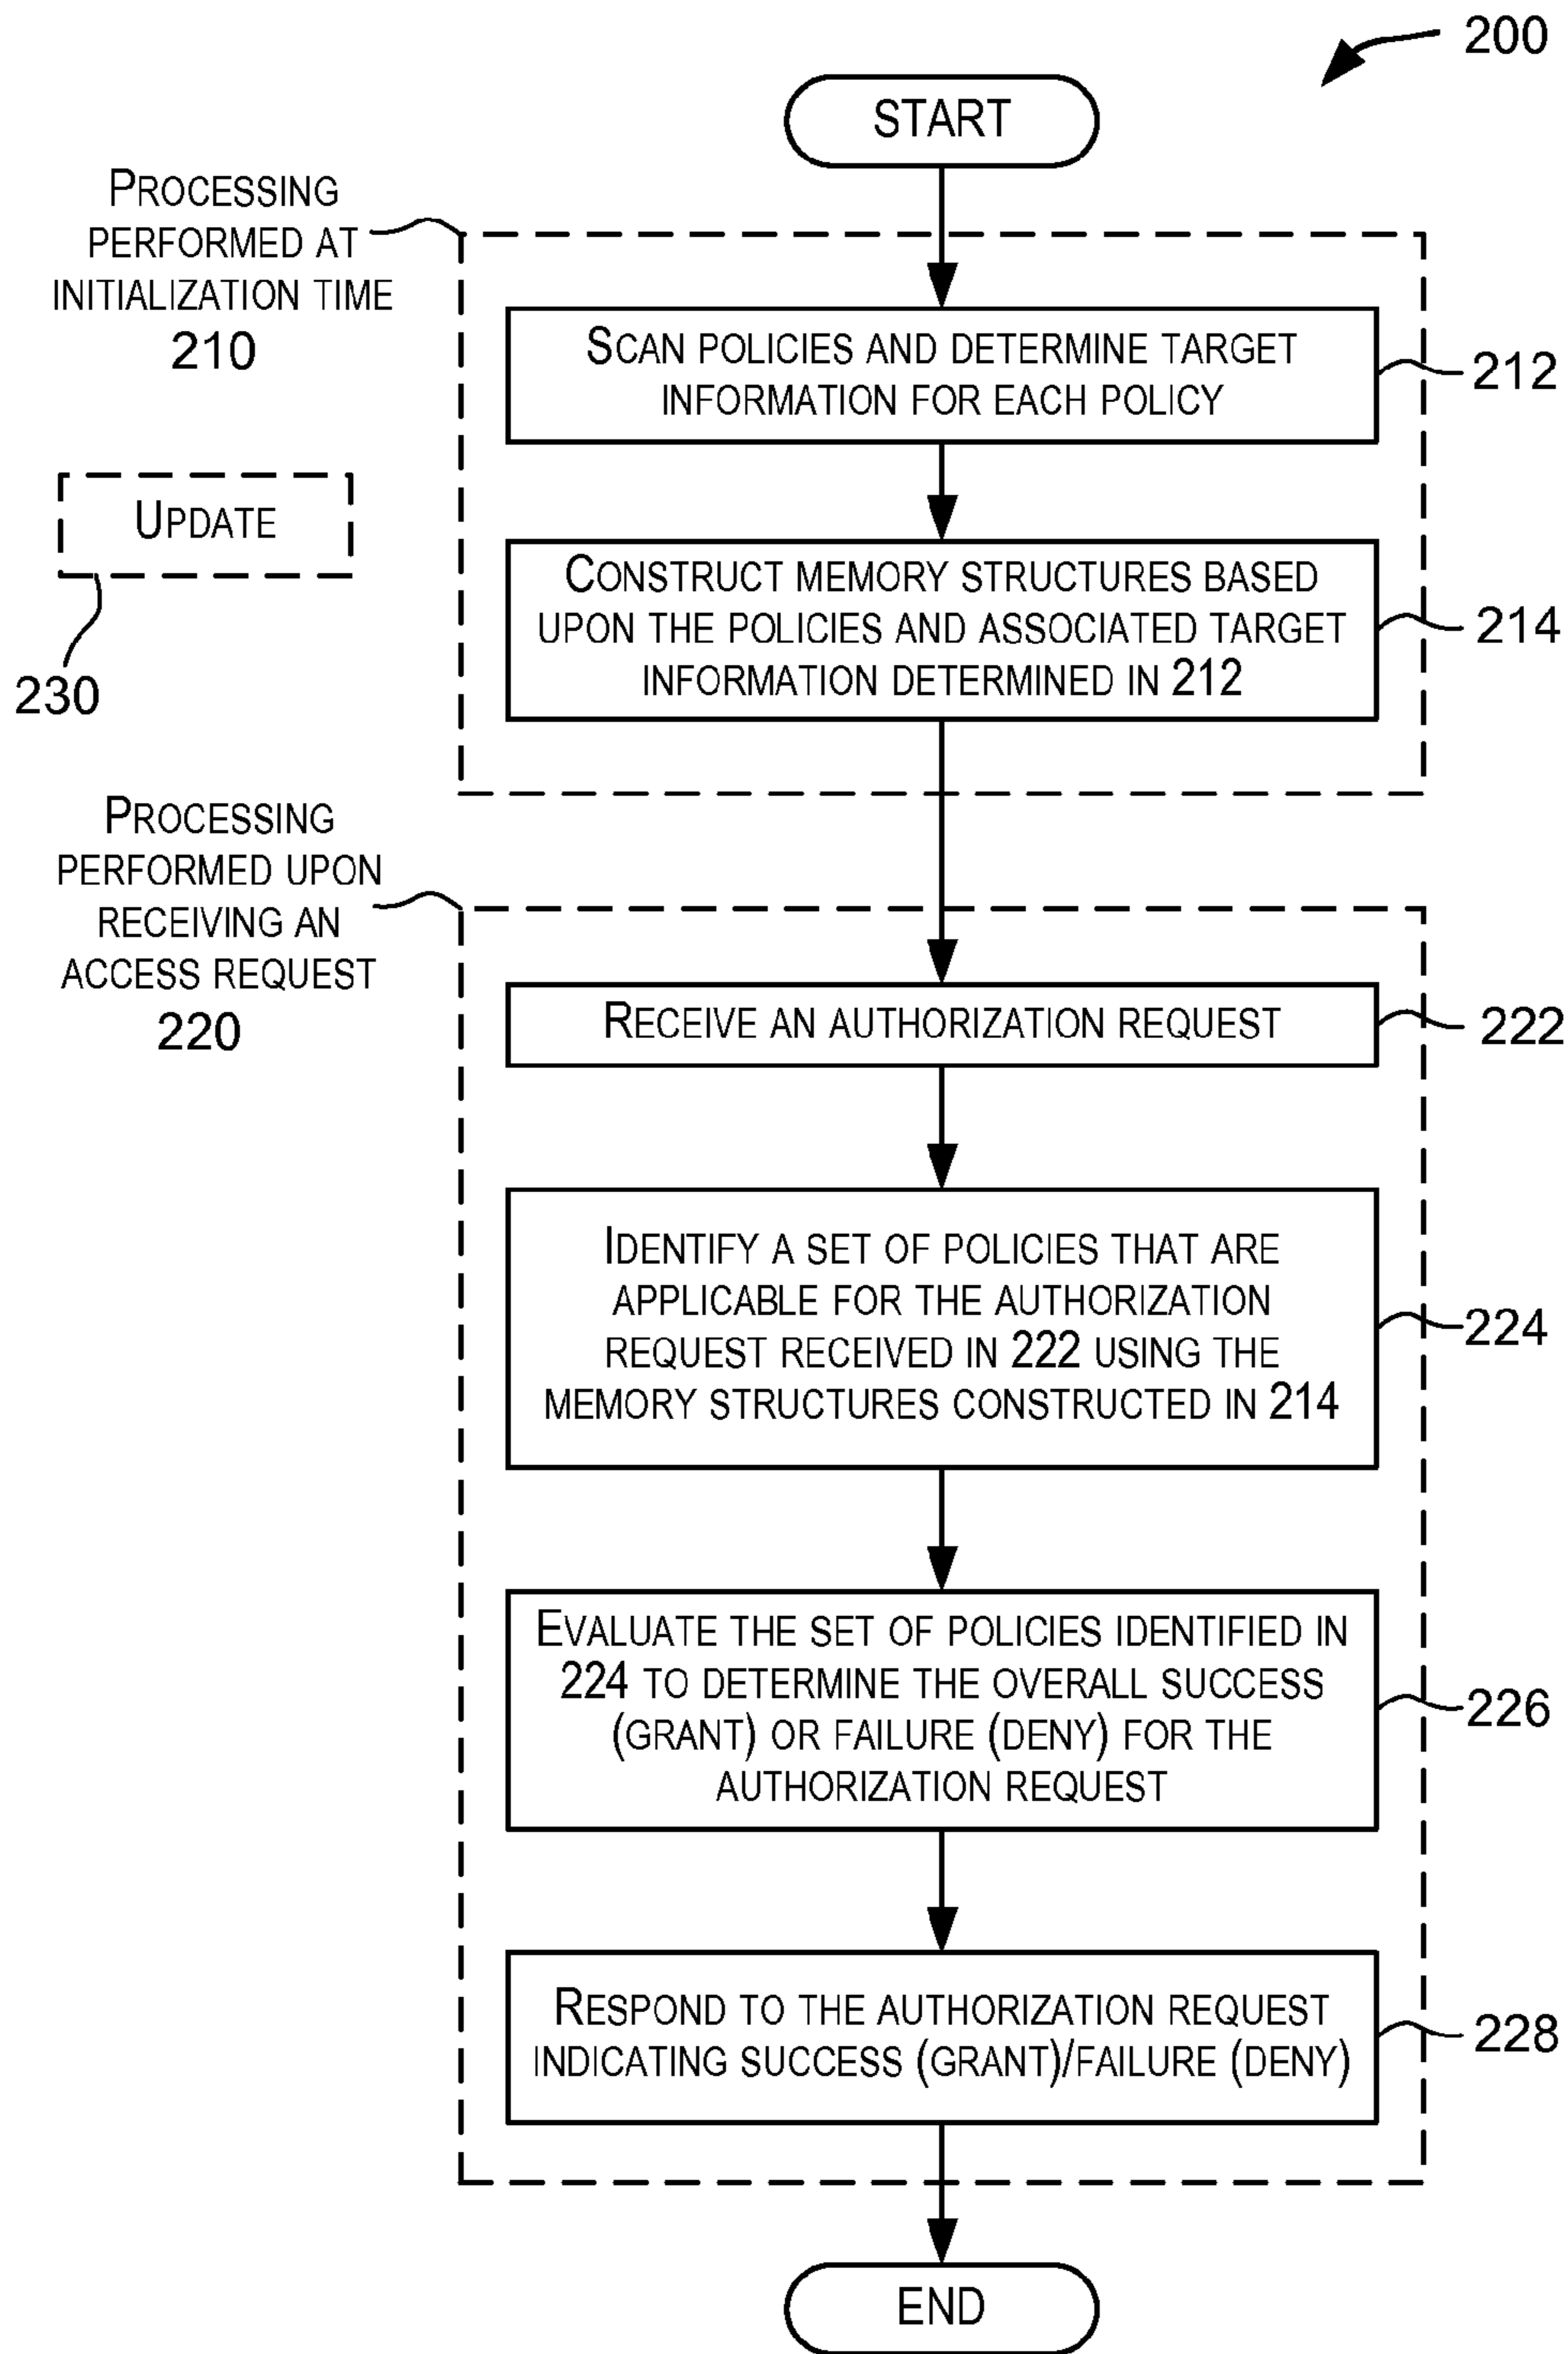 200
START
PROCESSING
PERFORMED AT
INITIALIZATION TIME
210
SCAN POLICIES AND DETERMINE TARGET
INFORMATION FOR EACH POLICY
212
UPDATE
230
CONSTRUCT MEMORY STRUCTURES BASED
UPON THE POLICIES AND ASSOCIATED TARGET
INFORMATION DETERMINED IN 212
214
PROCESSING
PERFORMED UPON
RECEIVING AN
ACCESS REQUEST
220
RECEIVE AN AUTHORIZATION REQUEST
222
IDENTIFY A SET OF POLICIES THAT ARE
APPLICABLE FOR THE AUTHORIZATION
REQUEST RECEIVED IN 222 USING THE
MEMORY STRUCTURES CONSTRUCTED IN 214
224
EVALUATE THE SET OF POLICIES IDENTIFIED IN
224 TO DETERMINE THE OVERALL SUCCESS
(GRANT) OR FAILURE (DENY) FOR THE
AUTHORIZATION REQUEST
226
RESPOND TO THE AUTHORIZATION REQUEST
INDICATING SUCCESS (GRANT)/FAILURE (DENY)
228
END